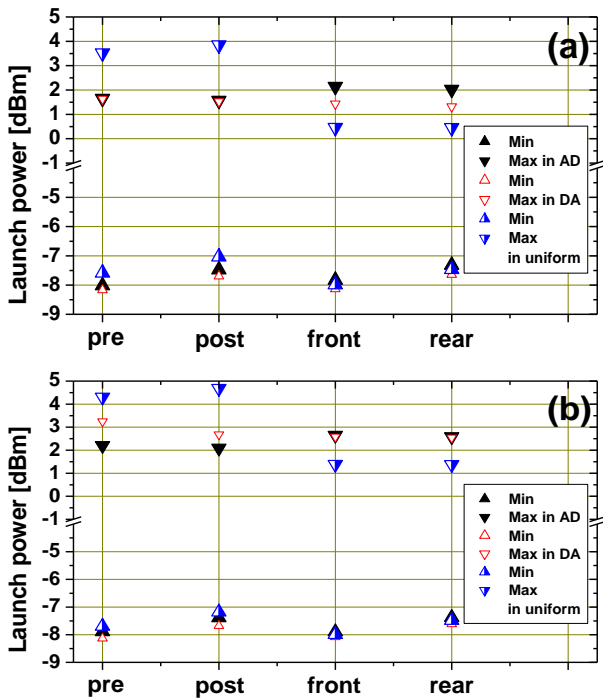 (a)
Launch power [dBm]
5
4
3
2
1
0
-1
-5
-6
-7
-8
-9
Min
Max in AD
Min
Max in DA
Min
Max
in uniform
pre post front rear
(b)
Launch power [dBm]
5
4
3
2
1
0
-1
-5
-6
-7
-8
-9
Min
Max in AD
Min
Max in DA
Min
Max
in uniform
pre post front rear